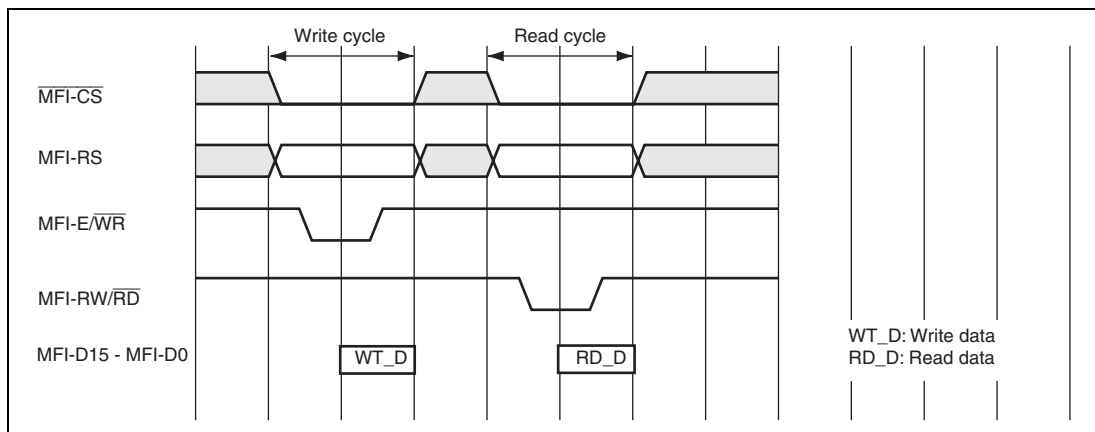 Write cycle Read cycle
MFI-CS
MFI-RS
MFI-E/WR
MFI-RW/RD
MFI-D15 - MFI-D0 WT_D RD_D
WT_D: Write data
RD_D: Read data